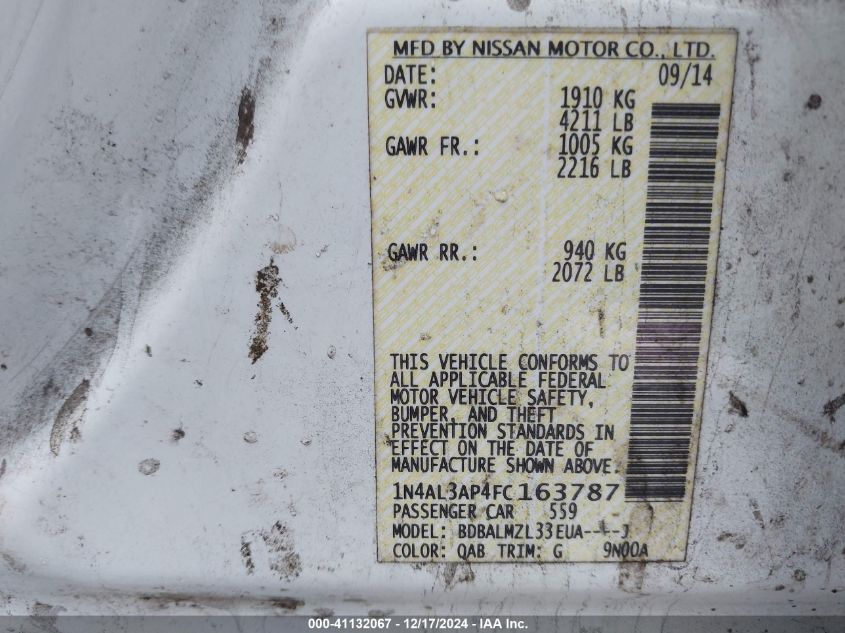 MFD BY NISSAN MOTOR CO., LTD.
DATE: 09/14
GVWR: 1910 KG
4211 LB
GAWR FR.: 1005 KG
2216 LB
GAWR RR.: 940 KG
2072 LB
THIS VEHICLE CONFORMS TO
ALL APPLICABLE FEDERAL
MOTOR VEHICLE SAFETY,
BUMPER, AND THEFT
PREVENTION STANDARDS IN
EFFECT ON THE DATE OF
MANUFACTURE SHOWN ABOVE.
1N4AL3AP4FC163787
PASSENGER CAR 559
MODEL: BDBALMZL33EUA----J
COLOR: QAB TRIM: G 9N00A
000-41132067 - 12/17/2024 - IAA Inc.